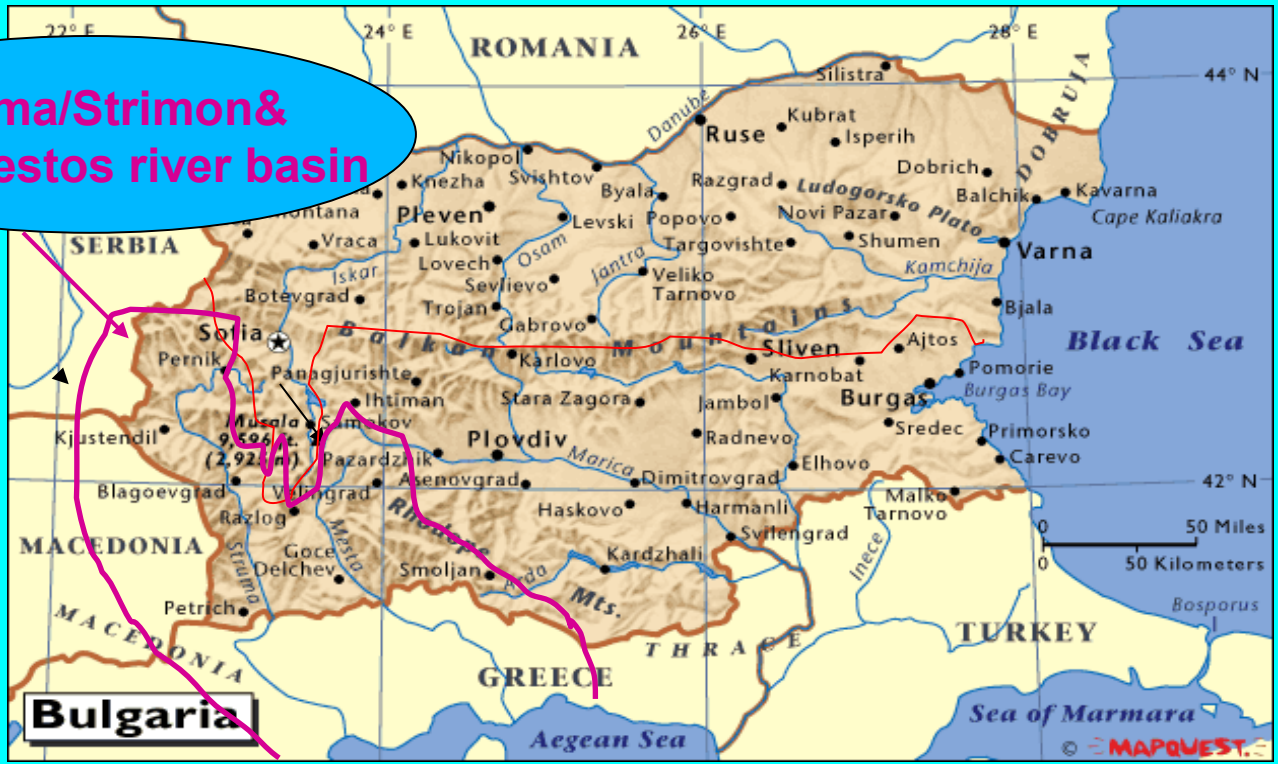 22° E
24° E
26° E
28° E
ROMANIA
Silistra
44° N
ma/Strimon&
estos river basin
Danube
Ruse
Kubrat
Isperih
DOBRUJA
Nikopol
Svishtov
Knezha
Byala
Razgrad
Dobrich
Ludogorsko Plato
Balchik
Kavarna
Cape Kaliakra
ontana
Pleven
Levski
Popovo
Novi Pazar
SERBIA
Vraca
Lukovit
Osam
Targovishte
Shumen
Varna
Lovech
Jantra
Iskar
Sevlievo
Veliko
Tarnovo
Kamchija
Botevgrad
Trojan
Bjala
Gabrovo
Sofia
Balkan Mountains
Ajtos
Black Sea
Pernik
Karlovo
Sliven
Panagjurishte
Karnobat
Pomorie
Burgas Bay
Ihtiman
Stara Zagora
Jambol
Burgas
Musala
9,596 ft.
(2,925 m)
Samokov
Kjustendil
Plovdiv
Radnevo
Sredec
Primorsko
Pazardzhik
Marica
Elhovo
Carevo
Blagoevgrad
Velingrad
Asenovgrad
Dimitrovgrad
42° N
Malko
Tarnovo
Razlog
Rhodope
Mts.
Haskovo
Harmanli
Svilengrad
0 50 Miles
0 50 Kilometers
MACEDONIA
Struma
Mesta
Goce
Delchev
Smoljan
Arda
Kardzhali
Inece
Petrich
Bosporus
MACEDONIA
THRACE
TURKEY
GREECE
Bulgaria
Aegean Sea
Sea of Marmara
© MAPQUEST.